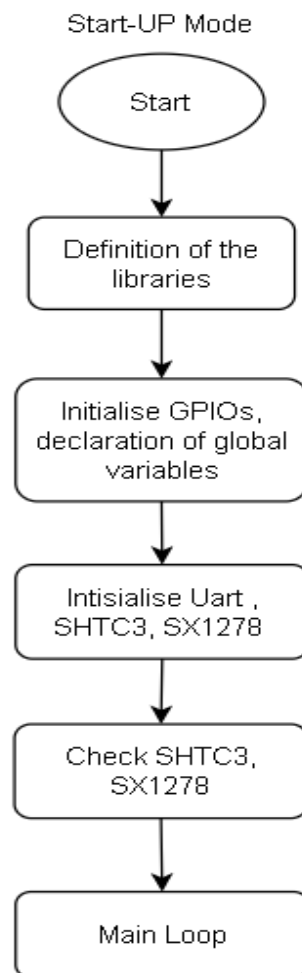 Start-UP Mode
Start
Definition of the
libraries
Initialise GPIOs,
declaration of global
variables
Intisialise Uart ,
SHTC3, SX1278
Check SHTC3,
SX1278
Main Loop